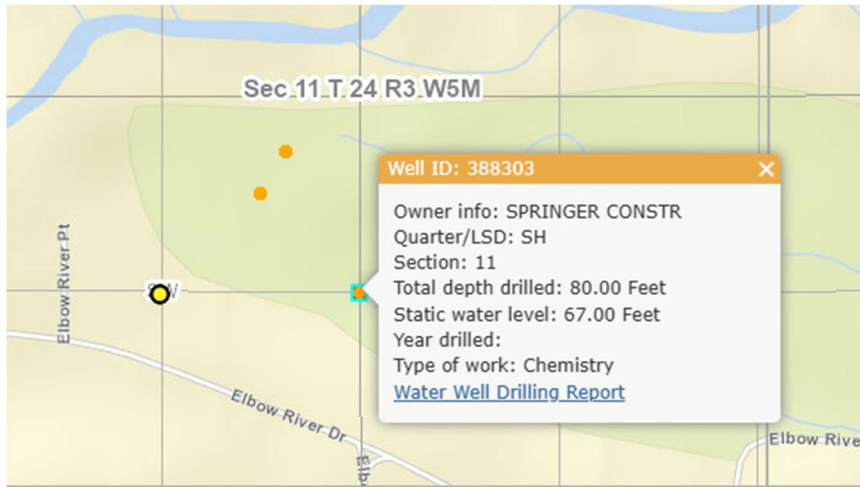 Sec 11 T 24 R3 W5M
Well ID: 388303
Owner info: SPRINGER CONSTR
Quarter/LSD: SH
Section: 11
Total depth drilled: 80.00 Feet
Static water level: 67.00 Feet
Year drilled:
Type of work: Chemistry
Water Well Drilling Report
Elbow River Pt
Elbow River Dr
Elbow Rive